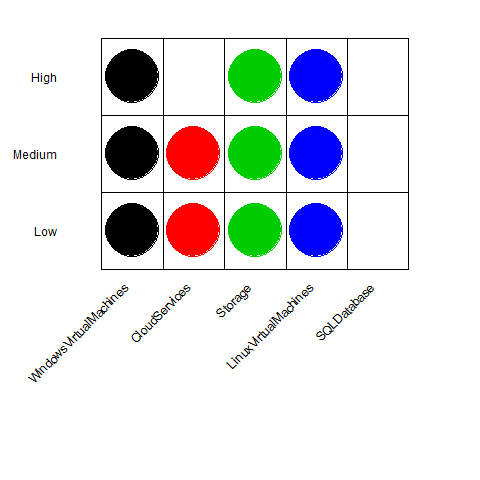 High
Medium
Low
WindowsVirtualMachines
CloudServices
Storage
LinuxVirtualMachines
SQLDatabase